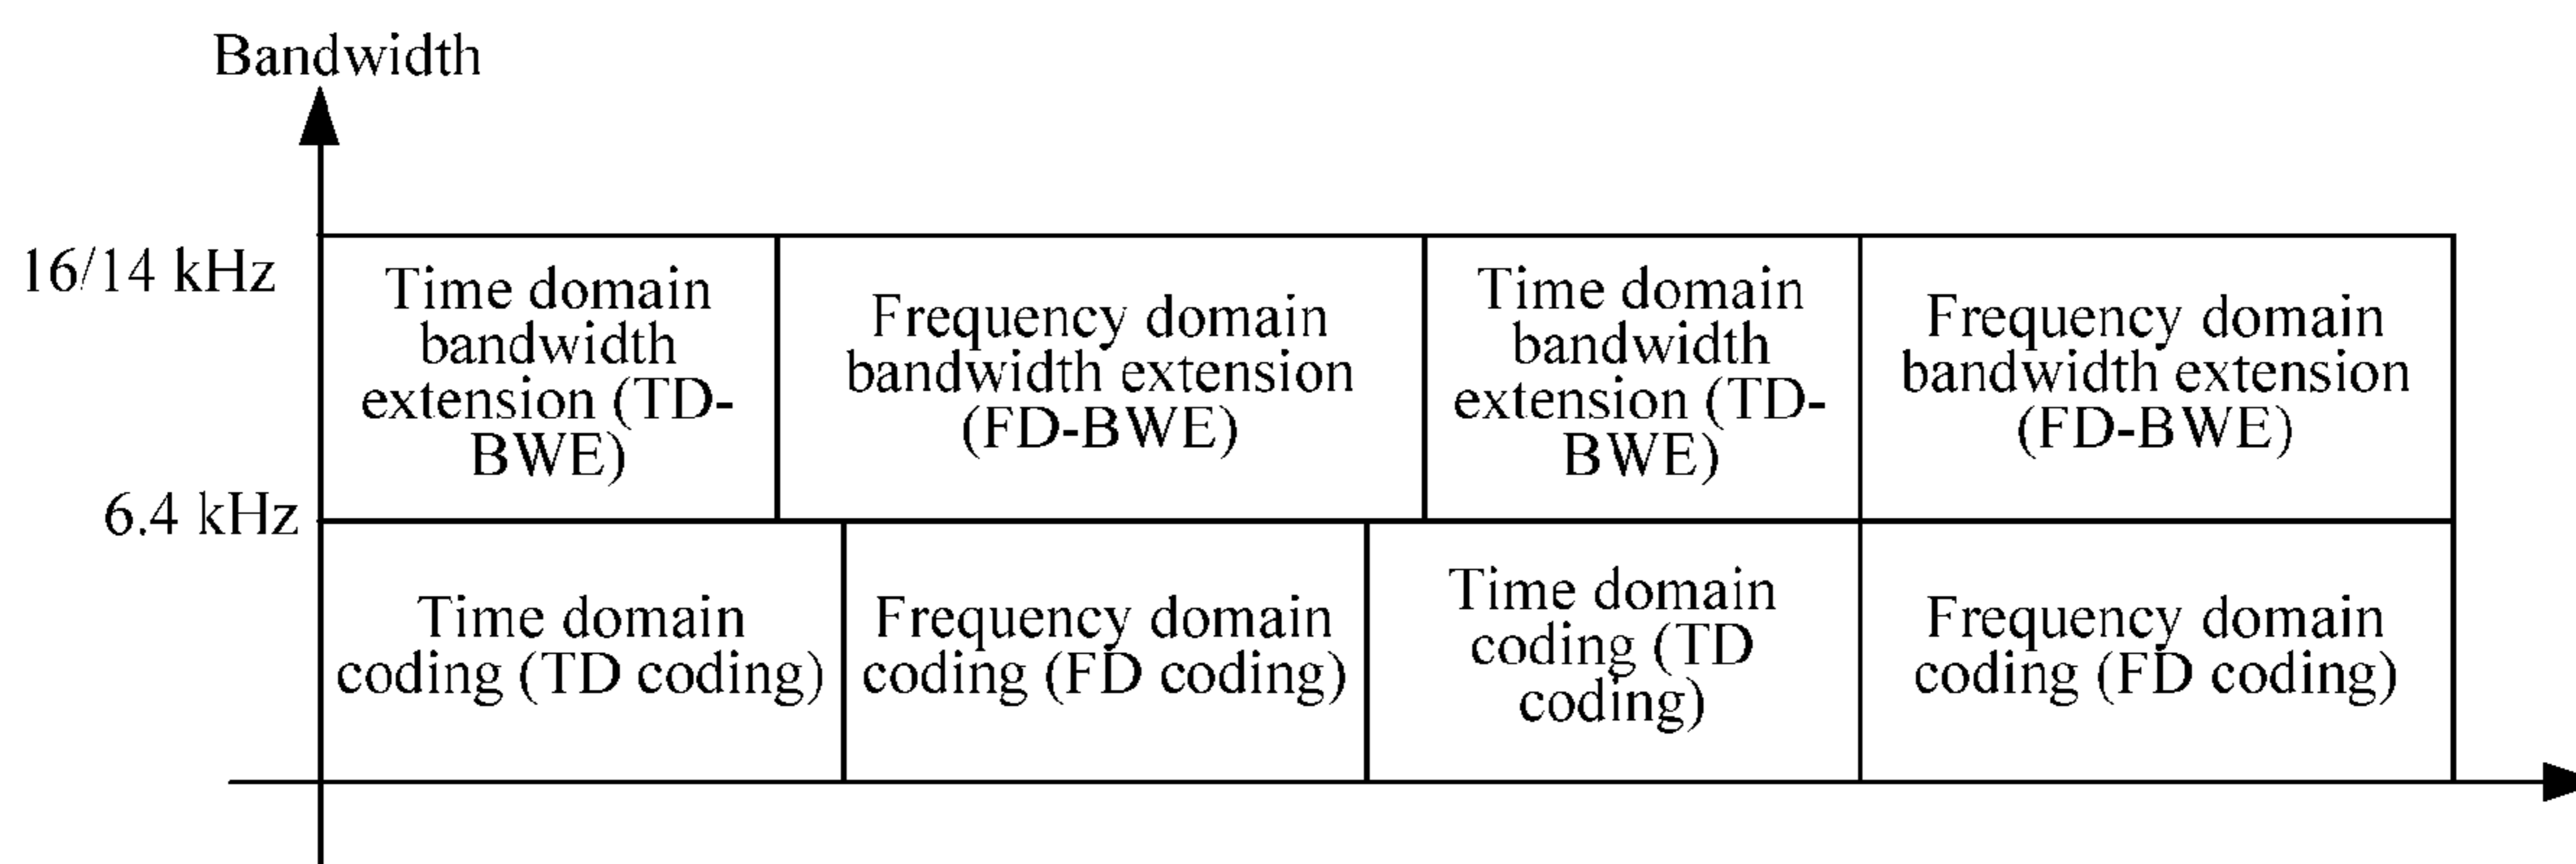 Bandwidth
16/14 kHz
Time domain
bandwidth
extension (TD-
BWE)
Frequency domain
bandwidth extension
(FD-BWE)
Time domain
bandwidth
extension (TD-
BWE)
Frequency domain
bandwidth extension
(FD-BWE)
6.4 kHz
Time domain
coding (TD coding)
Frequency domain
coding (FD coding)
Time domain
coding (TD
coding)
Frequency domain
coding (FD coding)